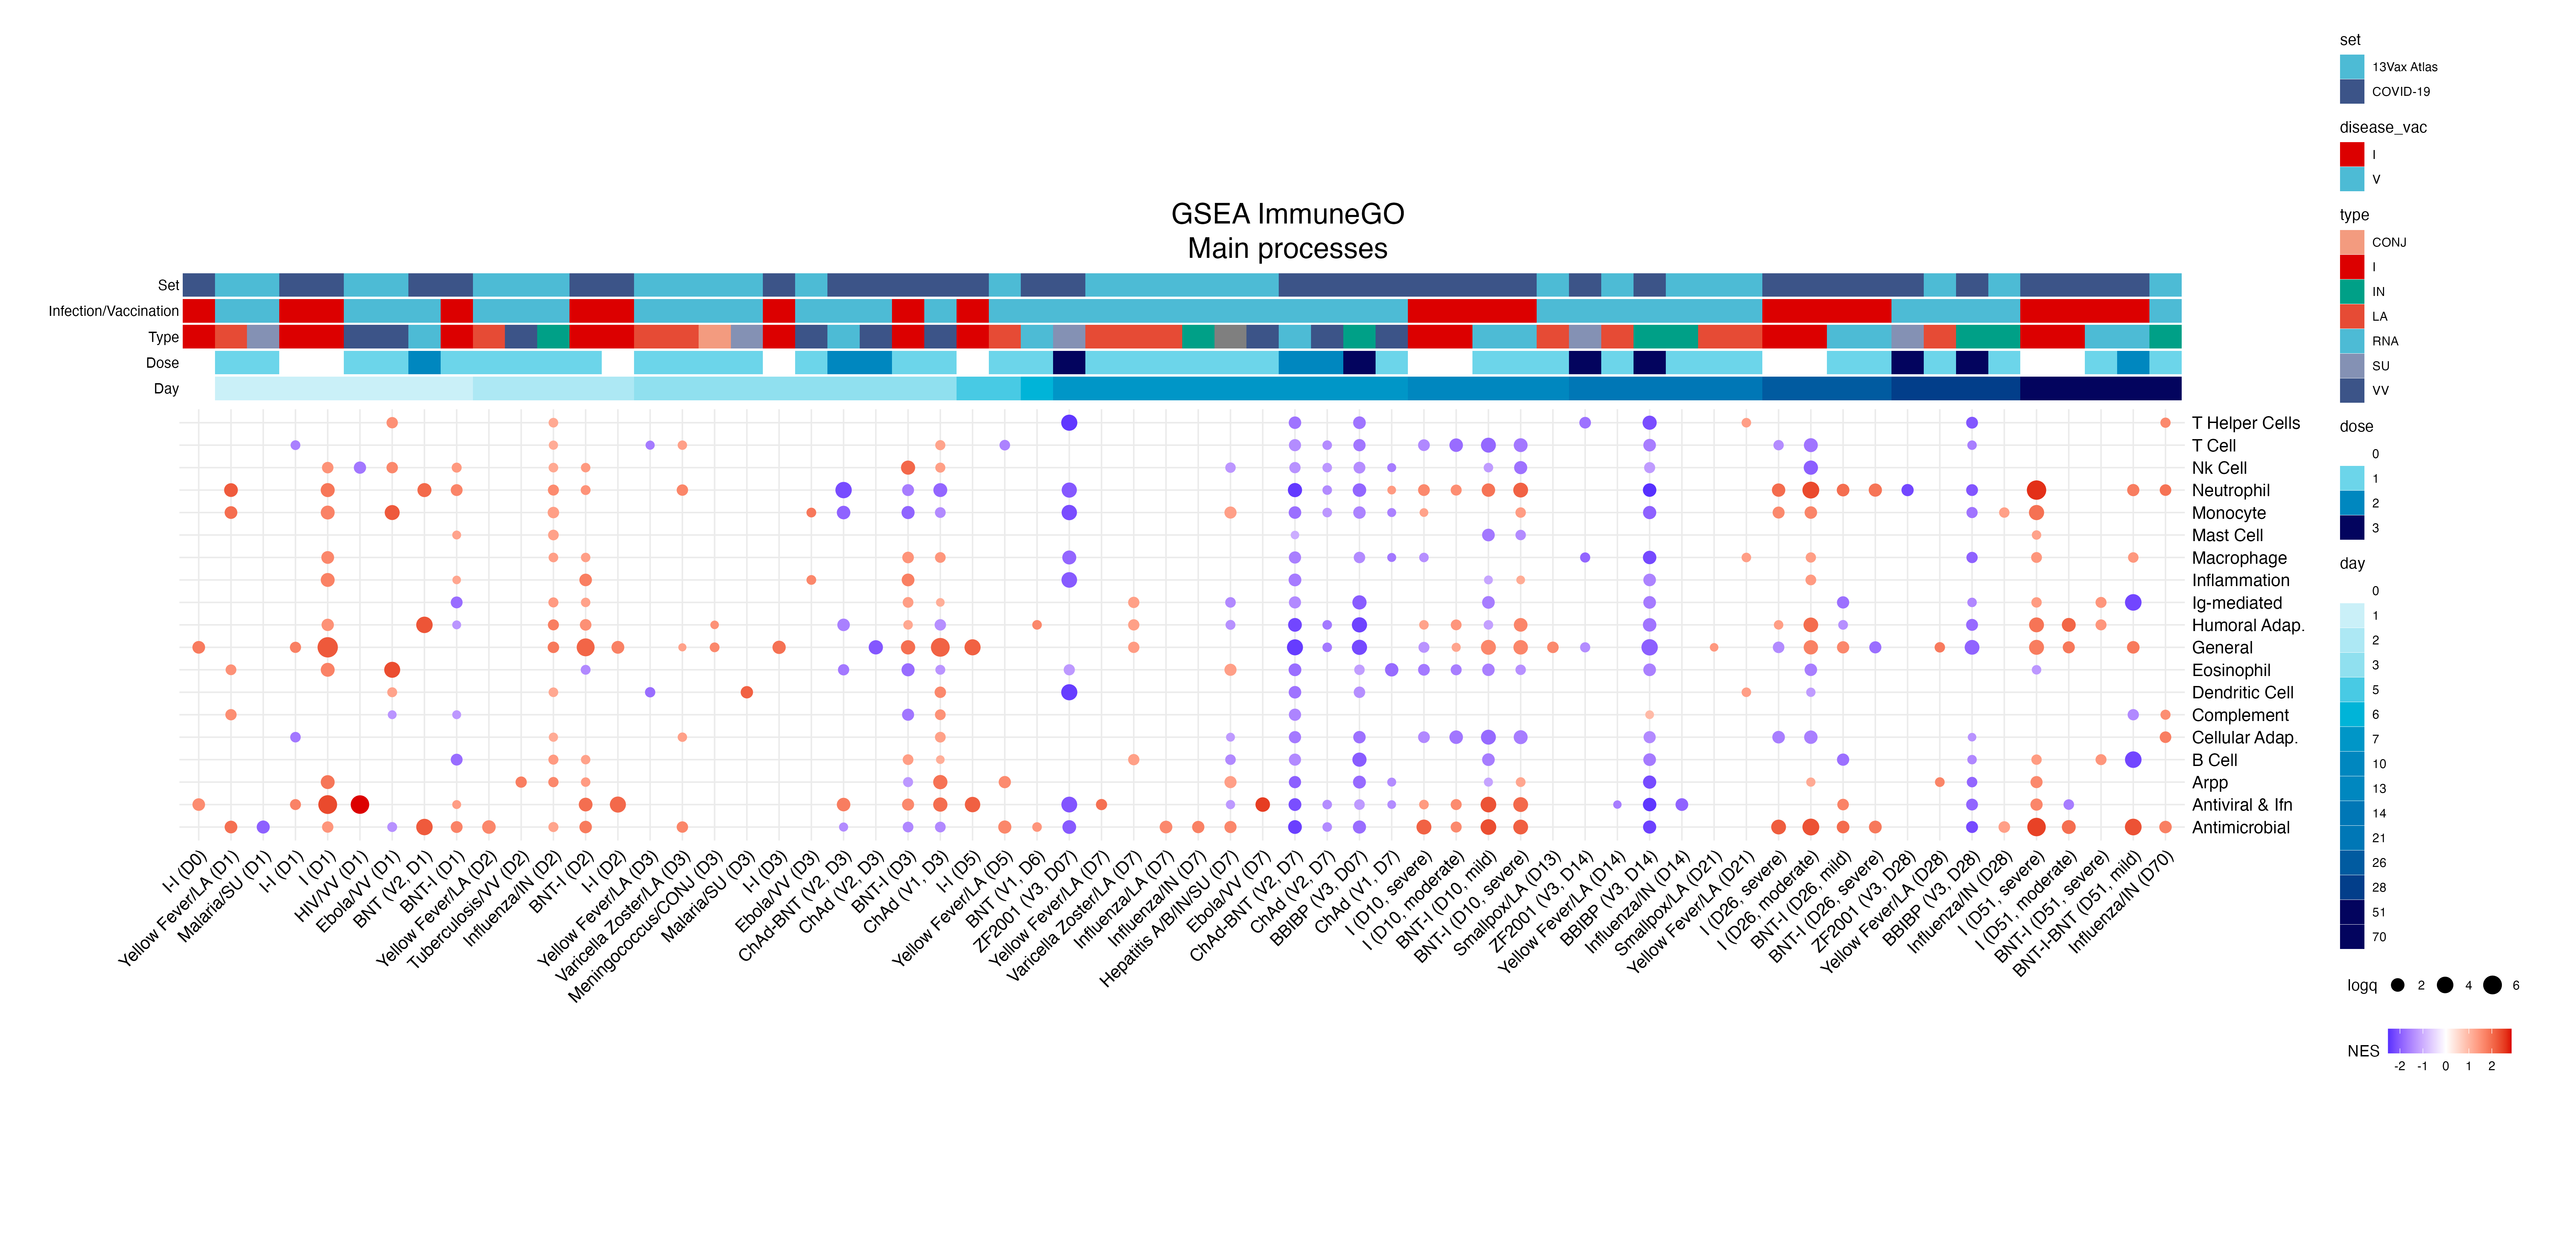 GSEA ImmuneGO
Main processes
Set
Infection/Vaccination
Type
Dose
Day
T Helper Cells
T Cell
Nk Cell
Neutrophil
Monocyte
Mast Cell
Macrophage
Inflammation
Ig-mediated
Humoral Adap.
General
Eosinophil
Dendritic Cell
Complement
Cellular Adap.
B Cell
Arpp
Antiviral & Ifn
Antimicrobial
I-I (D0)
Yellow Fever/LA (D1)
Malaria/SU (D1)
I-I (D1)
I (D1)
HIV/VV (D1)
Ebola/VV (D1)
BNT (V2, D1)
BNT-I (D1)
Yellow Fever/LA (D2)
Tuberculosis/VV (D2)
Influenza/IN (D2)
BNT-I (D2)
I-I (D2)
Yellow Fever/LA (D3)
Varicella Zoster/LA (D3)
Meningococcus/CONJ (D3)
Malaria/SU (D3)
I-I (D3)
Ebola/VV (D3)
ChAd-BNT (V2, D3)
ChAd (V2, D3)
BNT-I (D3)
ChAd (V1, D3)
I-I (D5)
Yellow Fever/LA (D5)
BNT (V1, D6)
ZF2001 (V3, D07)
Yellow Fever/LA (D7)
Varicella Zoster/LA (D7)
Influenza/LA (D7)
Influenza/IN (D7)
Hepatitis A/B/IN/SU (D7)
Ebola/VV (D7)
ChAd-BNT (V2, D7)
ChAd (V2, D7)
BBIBP (V3, D07)
ChAd (V1, D7)
I (D10, severe)
I (D10, moderate)
BNT-I (D10, mild)
BNT-I (D10, severe)
Smallpox/LA (D13)
ZF2001 (V3, D14)
Yellow Fever/LA (D14)
BBIBP (V3, D14)
Influenza/IN (D14)
Smallpox/LA (D21)
Yellow Fever/LA (D21)
I (D26, severe)
I (D26, moderate)
BNT-I (D26, mild)
BNT-I (D26, severe)
ZF2001 (V3, D28)
Yellow Fever/LA (D28)
BBIBP (V3, D28)
Influenza/IN (D28)
I (D51, severe)
I (D51, moderate)
BNT-I (D51, severe)
BNT-I-BNT (D51, mild)
Influenza/IN (D70)
set
13Vax Atlas
COVID-19
disease_vac
I
V
type
CONJ
I
IN
LA
RNA
SU
VV
dose
0
1
2
3
day
0
1
2
3
5
6
7
10
13
14
21
26
28
51
70
logq 2 4 6
NES
-2 -1 0 1 2